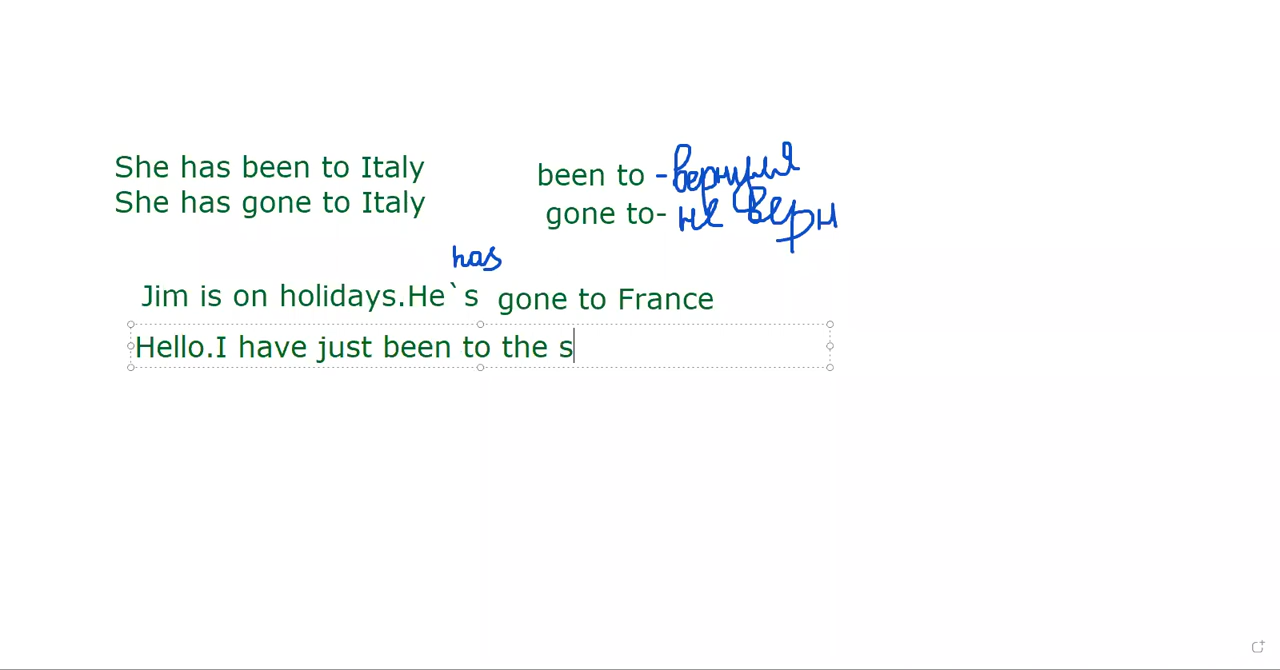 She has been to Italy
She has gone to Italy
been to - вернулся
gone to- не верн
has
Jim is on holidays.He`s gone to France
Hello.I have just been to the s